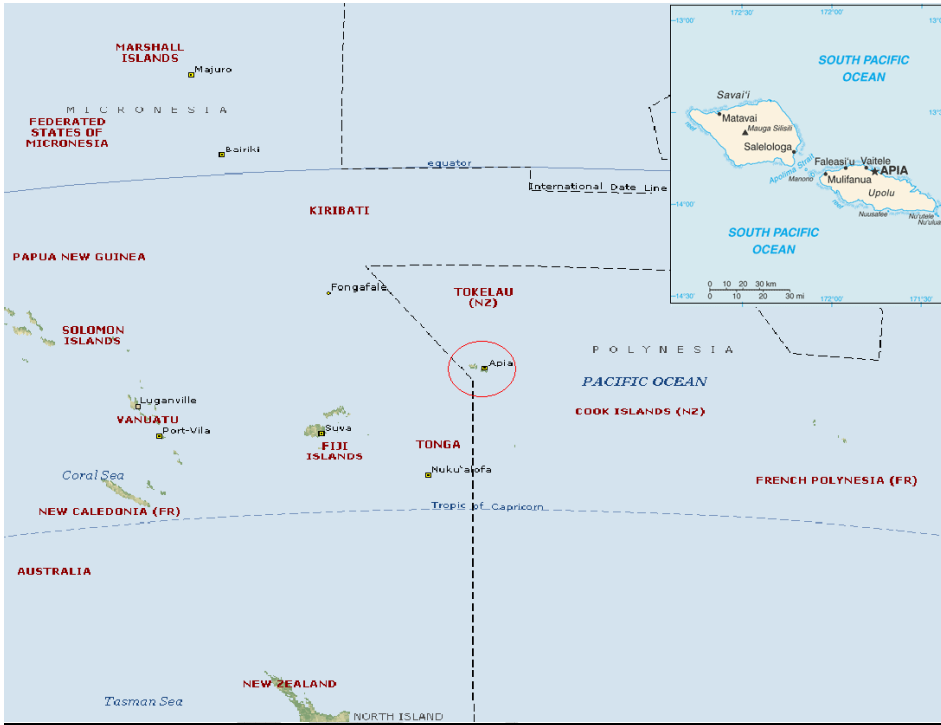 MARSHALL
ISLANDS
Majuro
MICRONESIA
FEDERATED
STATES OF
MICRONESIA
Bairiki
equator
International Date Line
KIRIBATI
PAPUA NEW GUINEA
Fongafale
TOKELAU
(NZ)
SOLOMON
ISLANDS
POLYNESIA
Apia
PACIFIC OCEAN
Luganville
VANUATU
Port-Vila
COOK ISLANDS (NZ)
Suva
FIJI
ISLANDS
TONGA
Nuku'alofa
Coral Sea
FRENCH POLYNESIA (FR)
NEW CALEDONIA (FR)
Tropic of Capricorn
AUSTRALIA
NEW ZEALAND
Tasman Sea
NORTH ISLAND
13°00'
172°30'
172°00'
SOUTH PACIFIC
OCEAN
Savai'i
Matavai
Mauga Silisili
Salelologa
Faleasi'u
Vaitele
APIA
Apolima Strait
Manono
Mulifanua
Upolu
14°00'
Nuusafee
Nu'utele
Nu'ulua
SOUTH PACIFIC
OCEAN
0 10 20 30 km
0 10 20 30 mi
14°30'
172°00'
171°30'